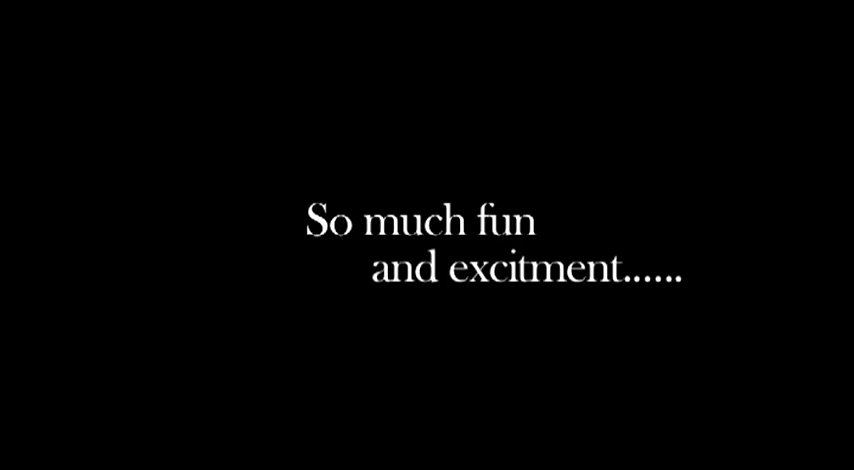 So much fun
and excitment......